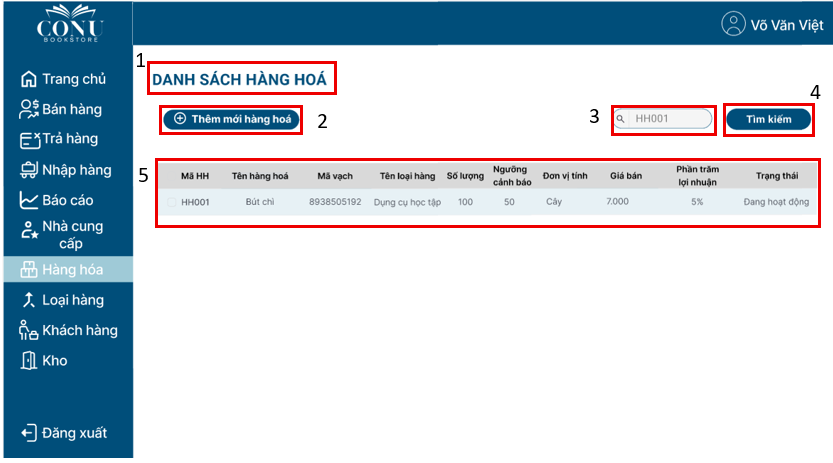 CONU
BOOKSTORE
Võ Văn Việt
Trang chủ
Bán hàng
Trả hàng
Nhập hàng
Báo cáo
Nhà cung
cấp
Hàng hóa
Loại hàng
Khách hàng
Kho
Đăng xuất
1
DANH SÁCH HÀNG HOÁ
Thêm mới hàng hoá
2
3
HH001
4
Tìm kiếm
5
Mã HH Tên hàng hoá Mã vạch Tên loại hàng Số lượng Ngưỡng cảnh báo Đơn vị tính Giá bán Phần trăm lợi nhuận Trạng thái
HH001 Bút chì 8938505192 Dụng cụ học tập 100 50 Cây 7.000 5% Đang hoạt động